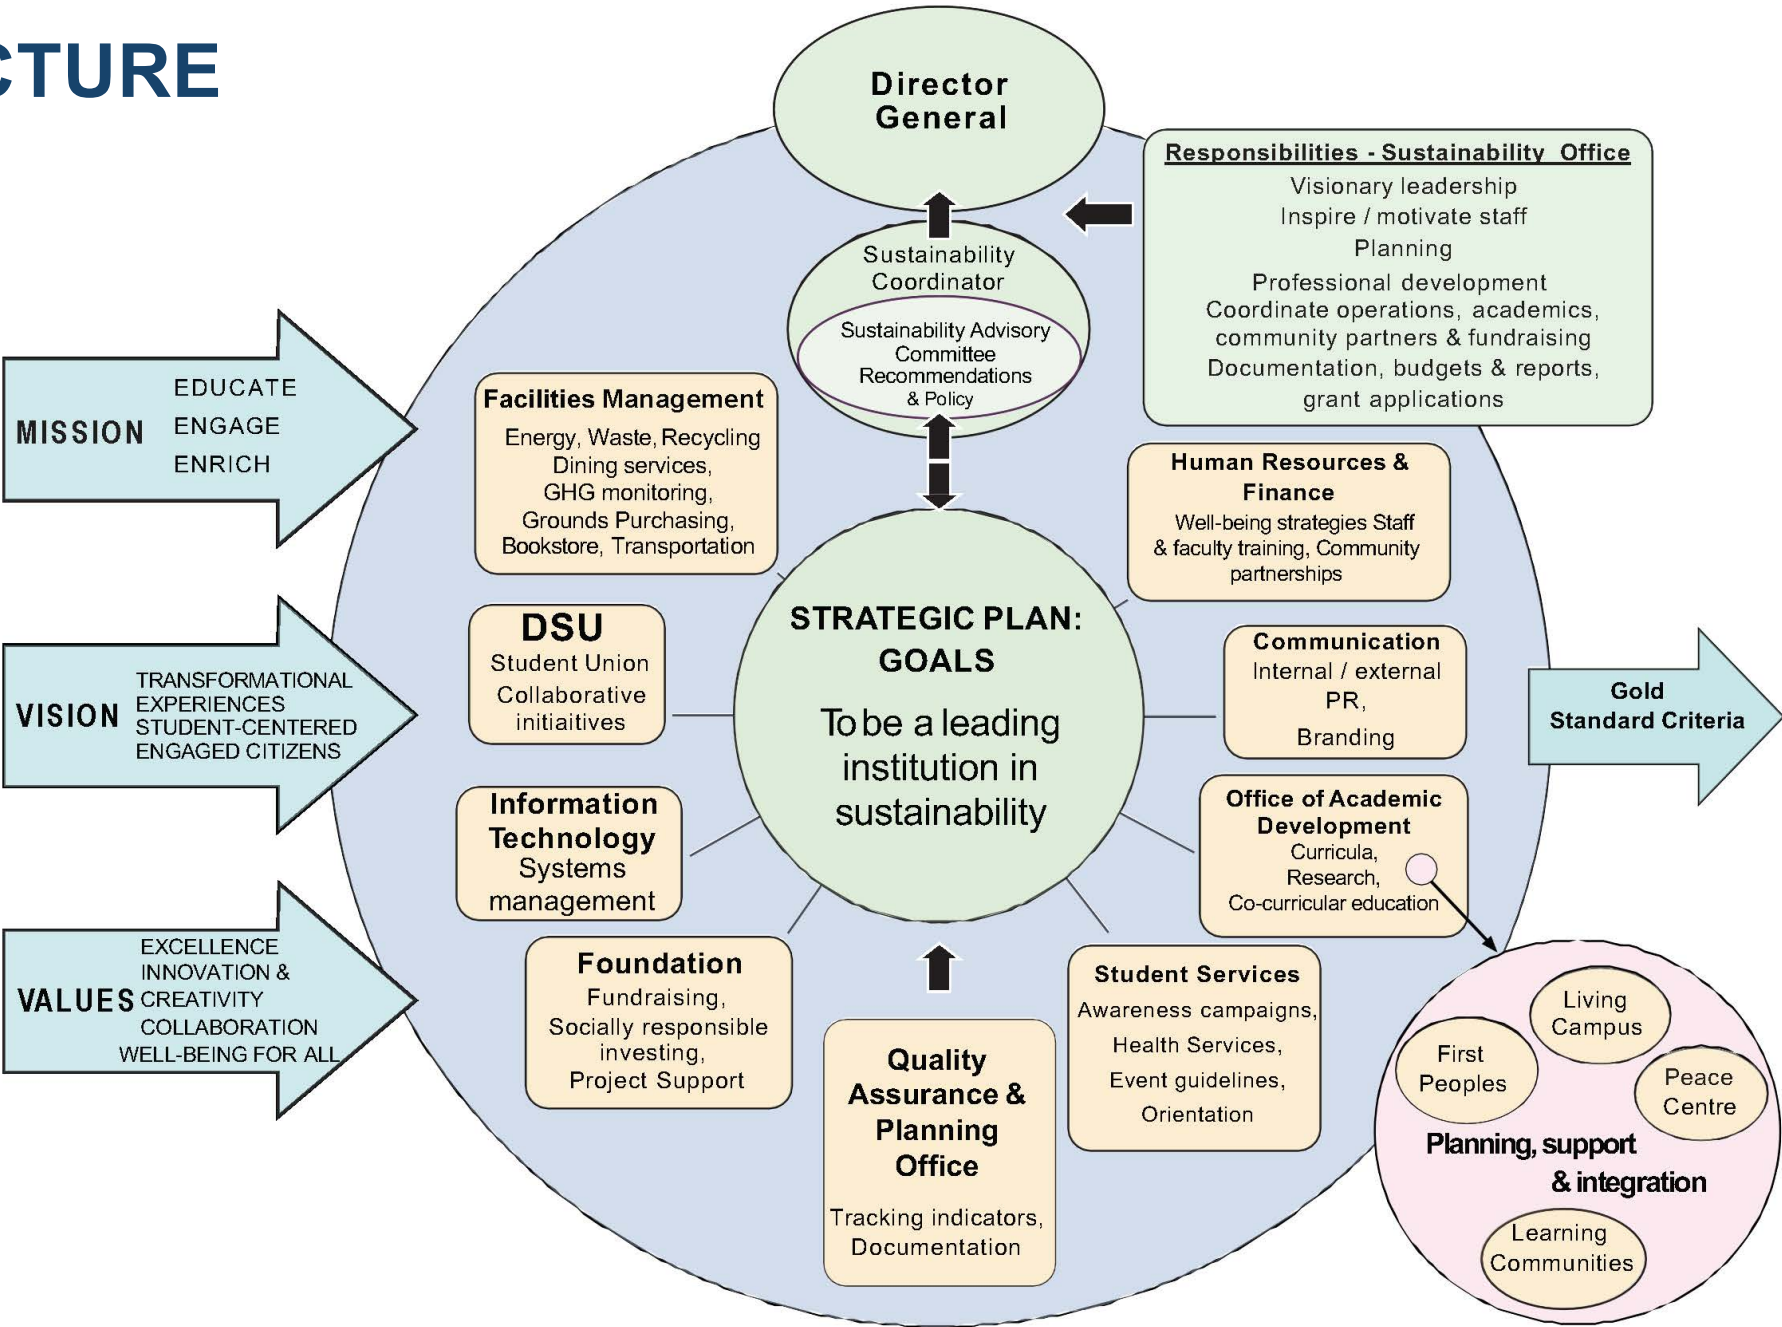 CTURE
Director
General
Responsibilities - Sustainability Office
Visionary leadership
Inspire / motivate staff
Planning
Professional development
Coordinate operations, academics,
community partners & fundraising
Documentation, budgets & reports,
grant applications
Sustainability
Coordinator
Sustainability Advisory
Committee
Recommendations
& Policy
MISSION
EDUCATE
ENGAGE
ENRICH
Facilities Management
Energy, Waste, Recycling
Dining services,
GHG monitoring,
Grounds Purchasing,
Bookstore, Transportation
Human Resources &
Finance
Well-being strategies Staff
& faculty training, Community
partnerships
VISION
TRANSFORMATIONAL
EXPERIENCES
STUDENT-CENTERED
ENGAGED CITIZENS
DSU
Student Union
Collaborative
initiaitives
STRATEGIC PLAN:
GOALS
To be a leading
institution in
sustainability
Communication
Internal / external
PR,
Branding
Gold
Standard Criteria
Information
Technology
Systems
management
Office of Academic
Development
Curricula,
Research,
Co-curricular education
VALUES
EXCELLENCE
INNOVATION &
CREATIVITY
COLLABORATION
WELL-BEING FOR ALL
Foundation
Fundraising,
Socially responsible
investing,
Project Support
Quality
Assurance &
Planning
Office
Tracking indicators,
Documentation
Student Services
Awareness campaigns,
Health Services,
Event guidelines,
Orientation
Living
Campus
First
Peoples
Peace
Centre
Planning, support
& integration
Learning
Communities